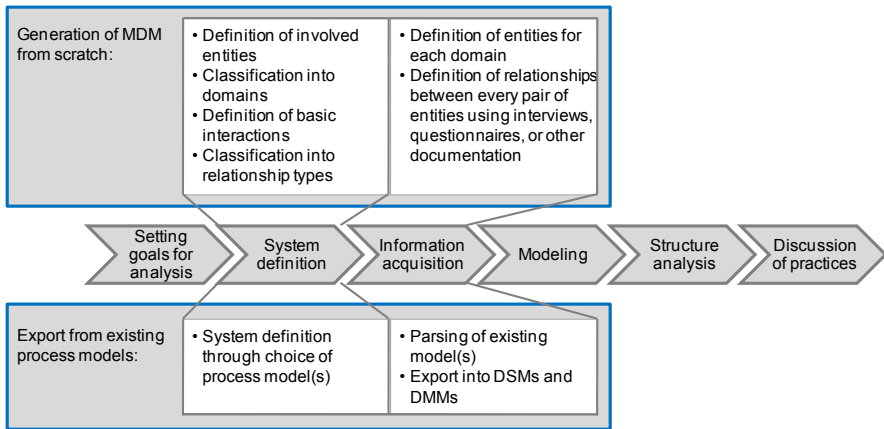 Generation of MDM
from scratch:
• Definition of involved
entities
• Classification into
domains
• Definition of basic
interactions
• Classification into
relationship types
• Definition of entities for
each domain
• Definition of relationships
between every pair of
entities using interviews,
questionnaires, or other
documentation
Setting
goals for
analysis
System
definition
Information
acquisition
Modeling
Structure
analysis
Discussion
of practices
Export from existing
process models:
• System definition
through choice of
process model(s)
• Parsing of existing
model(s)
• Export into DSMs and
DMMs